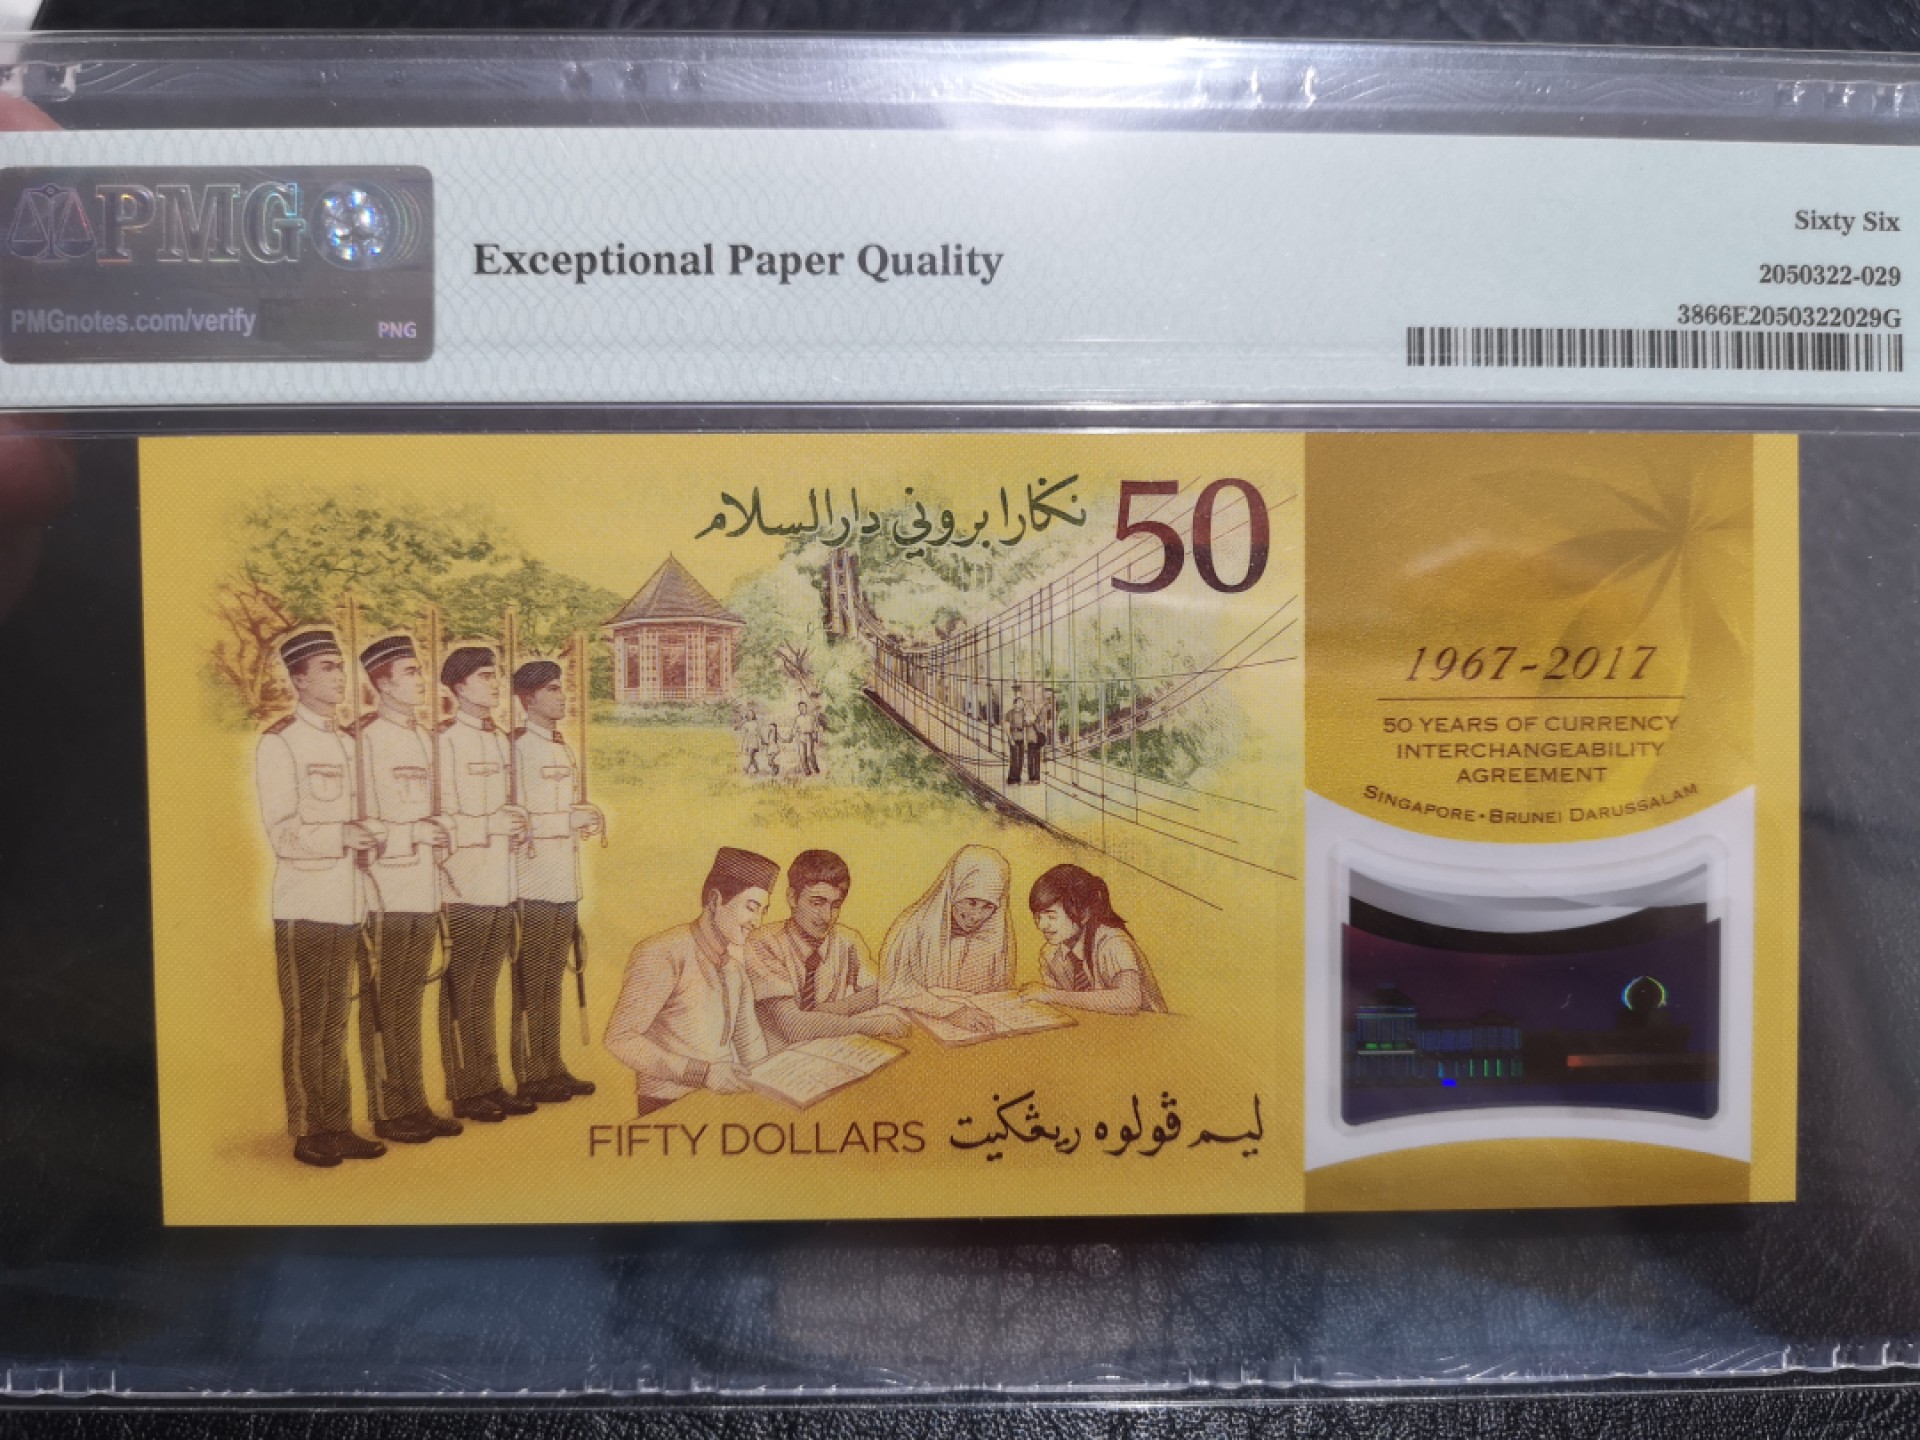 PMG
PMGnotes.com/verify
PNG
Exceptional Paper Quality
Sixty Six
2050322-029
3866E2050322029G
نڬارا بروني دارالسلام
50
1967-2017
50 YEARS OF CURRENCY
INTERCHANGEABILITY
AGREEMENT
SINGAPORE • BRUNEI DARUSSALAM
FIFTY DOLLARS ليم ڤولوه ريڠݢيت